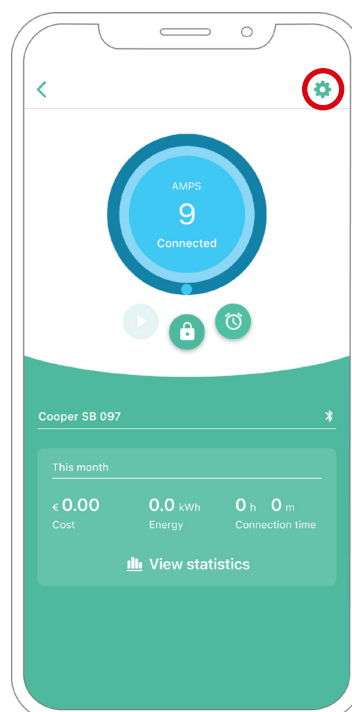 AMPS
9
Connected
Cooper SB 097
This month
€ 0.00 0.0 kWh 0 h 0 m
Cost Energy Connection time
View statistics